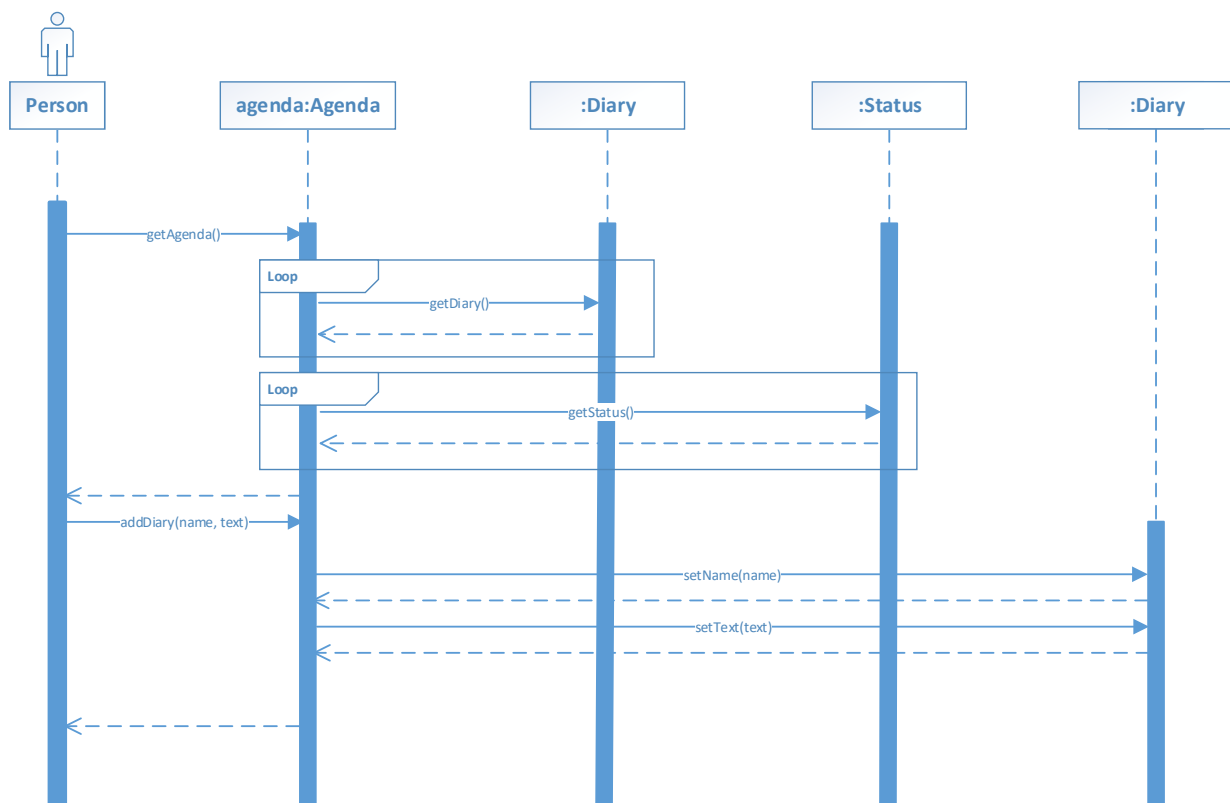 Person
agenda:Agenda
:Diary
:Status
:Diary
getAgenda()
Loop
getDiary()
Loop
getStatus()
addDiary(name, text)
setName(name)
setText(text)